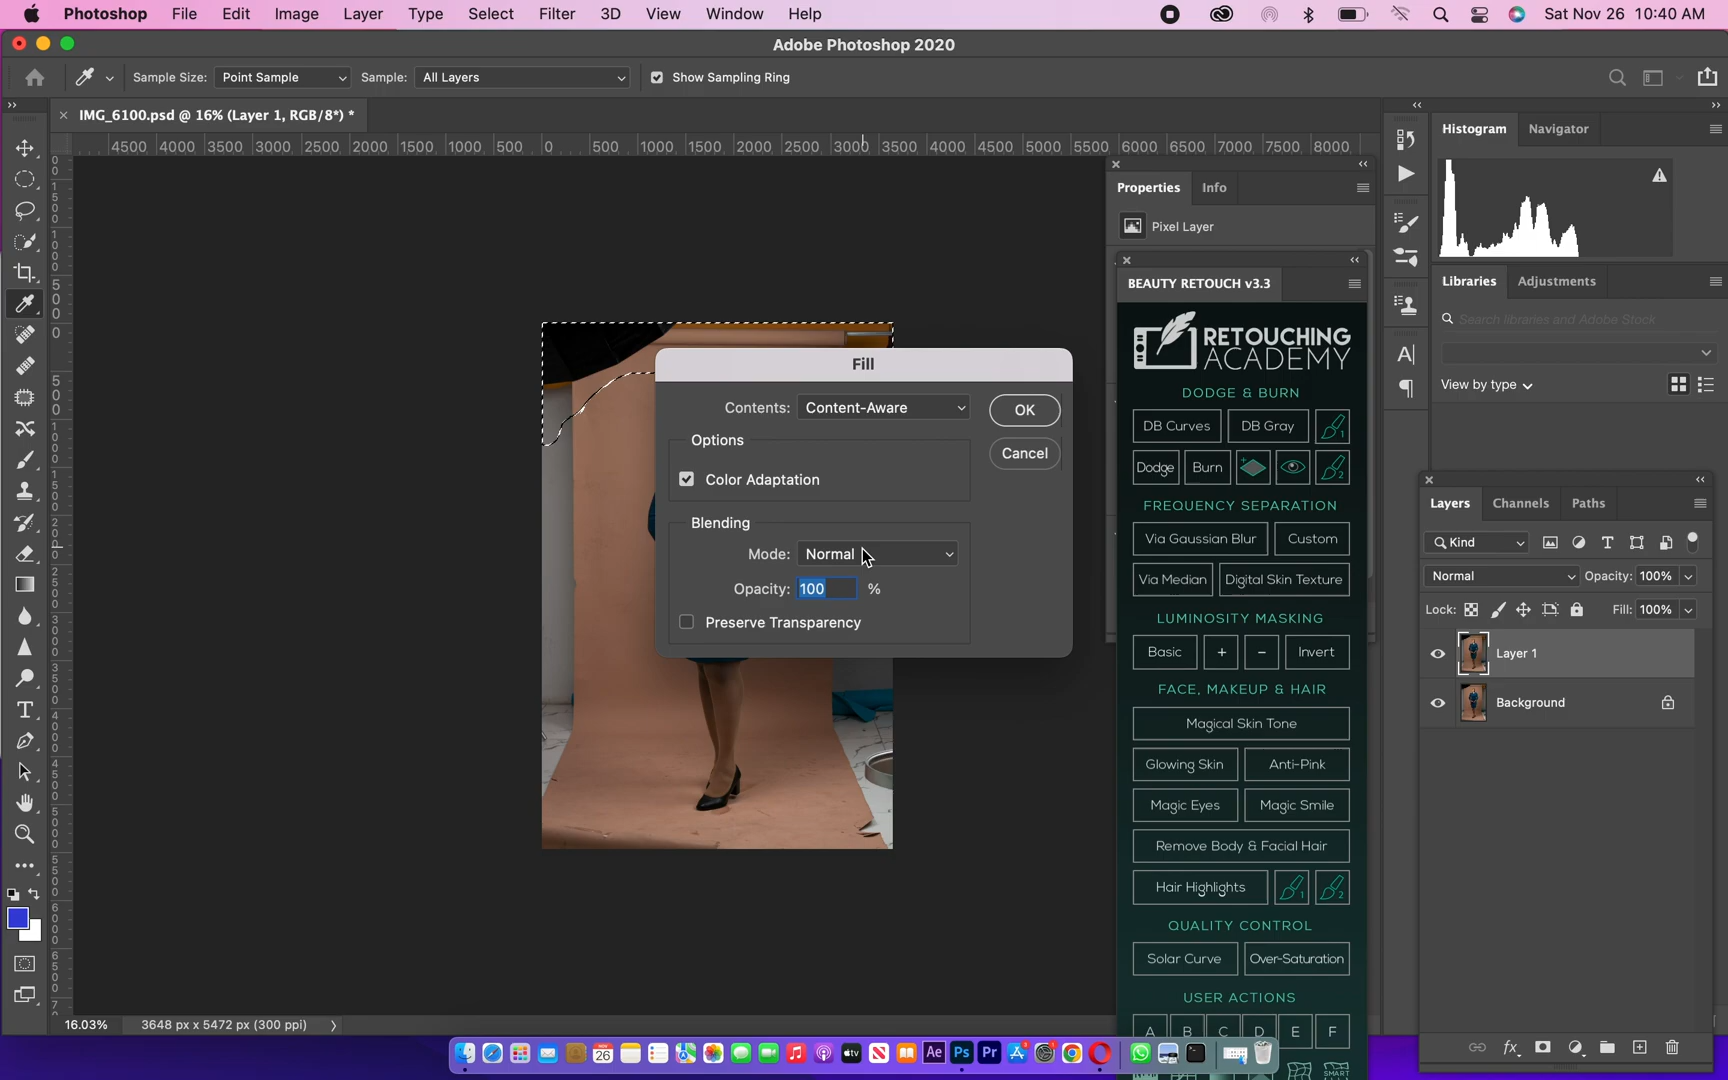 Photoshop File Edit Image Layer Type Select Filter 3D View Window Help Sat Nov 26 10:40 AM
Adobe Photoshop 2020
Sample Size: Point Sample Sample: All Layers Show Sampling Ring
IMG_6100.psd @ 16% (Layer 1, RGB/8*) *
4500 4000 3500 3000 2500 2000 1500 1000 500 0 500 1000 1500 2000 2500 3000 3500 4000 4500 5000 5500 6000 6500 7000 7500 8000
Histogram Navigator
Properties Info
Pixel Layer
BEAUTY RETOUCH v3.3
RETOUCHING
ACADEMY
DODGE & BURN
DB Curves DB Gray 1
Dodge Burn 2
FREQUENCY SEPARATION
Via Gaussian Blur Custom
Via Median Digital Skin Texture
LUMINOSITY MASKING
Basic + − Invert
FACE, MAKEUP & HAIR
Magical Skin Tone
Glowing Skin Anti-Pink
Magic Eyes Magic Smile
Remove Body & Facial Hair
Hair Highlights 1 2
QUALITY CONTROL
Solar Curve Over-Saturation
USER ACTIONS
A B C D E F
Fill
Contents: Content-Aware OK
Options
Cancel
Color Adaptation
Blending
Mode: Normal
Opacity: 100 %
Preserve Transparency
Libraries Adjustments
Search libraries and Adobe Stock
View by type
Layers Channels Paths
Kind
Normal Opacity: 100%
Lock: Fill: 100%
Layer 1
Background
16.03% 3648 px x 5472 px (300 ppi)